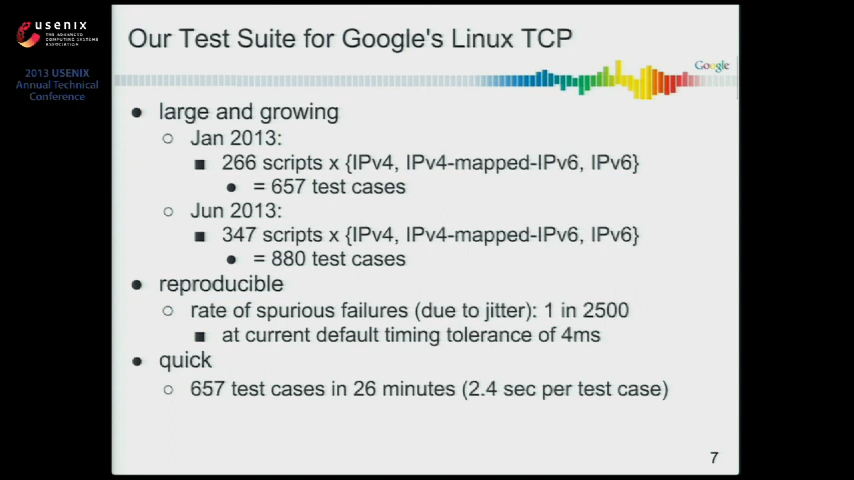 usenix
THE ADVANCED
COMPUTING SYSTEMS
ASSOCIATION
2013 USENIX
Annual Technical
Conference
Our Test Suite for Google's Linux TCP
Google
● large and growing
○ Jan 2013:
■ 266 scripts x {IPv4, IPv4-mapped-IPv6, IPv6}
● = 657 test cases
○ Jun 2013:
■ 347 scripts x {IPv4, IPv4-mapped-IPv6, IPv6}
● = 880 test cases
● reproducible
○ rate of spurious failures (due to jitter): 1 in 2500
■ at current default timing tolerance of 4ms
● quick
○ 657 test cases in 26 minutes (2.4 sec per test case)
7